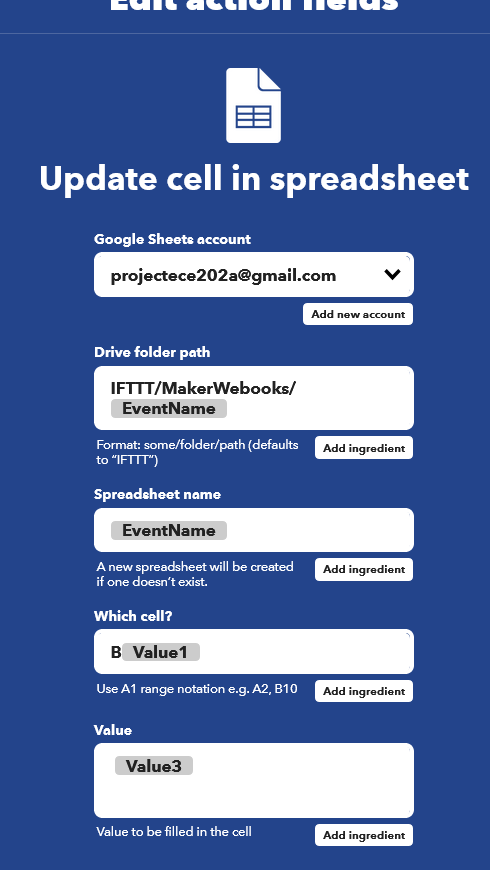 Edit action fields
Update cell in spreadsheet
Google Sheets account
projectece202a@gmail.com
Add new account
Drive folder path
IFTTT/MakerWebooks/
EventName
Format: some/folder/path (defaults
to “IFTTT”)
Add ingredient
Spreadsheet name
EventName
A new spreadsheet will be created
if one doesn’t exist.
Add ingredient
Which cell?
B Value1
Use A1 range notation e.g. A2, B10
Add ingredient
Value
Value3
Value to be filled in the cell
Add ingredient